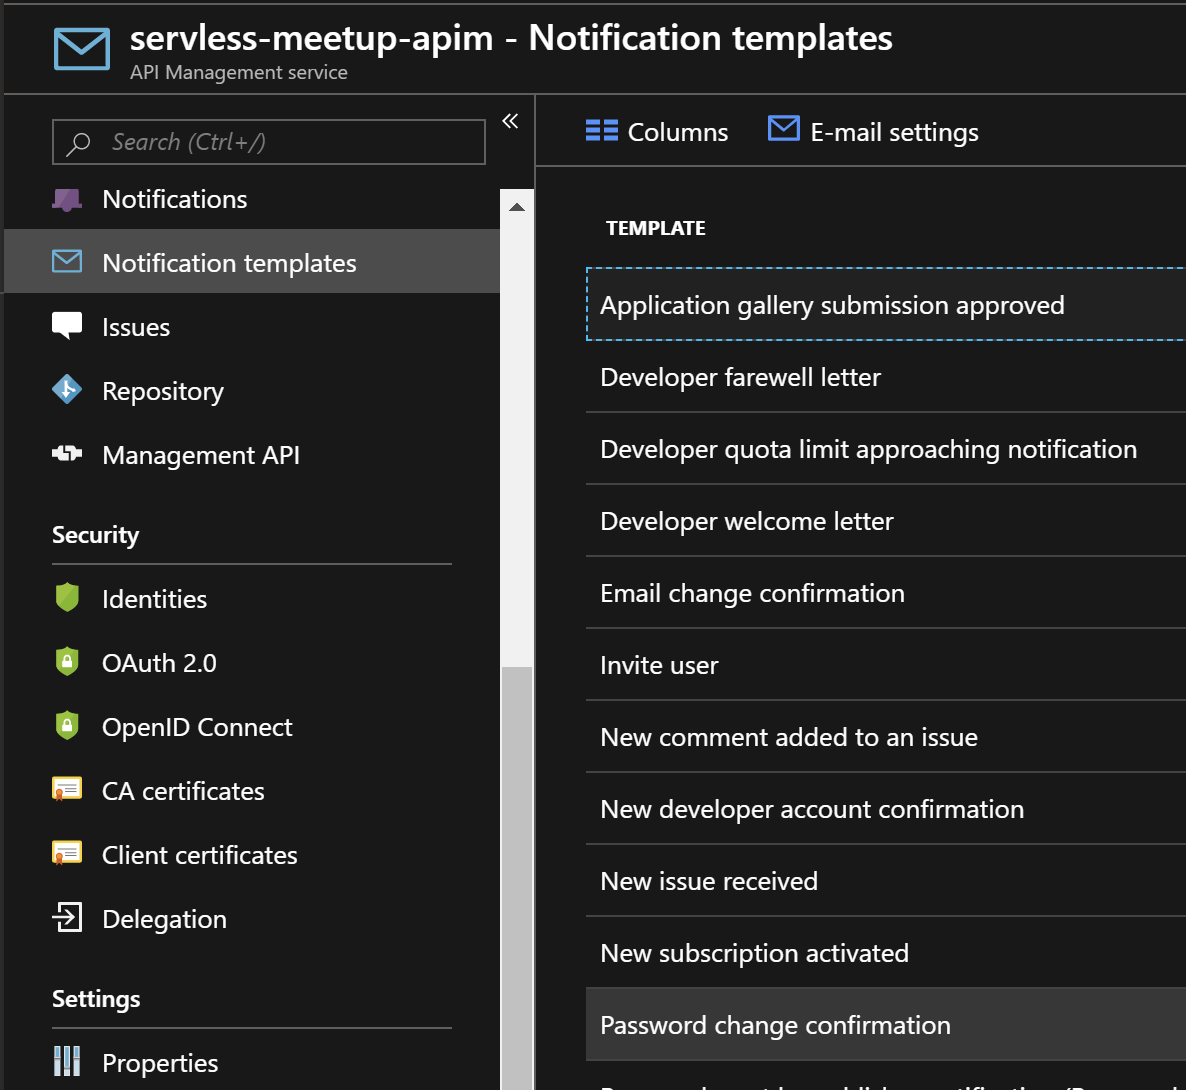 servless-meetup-apim - Notification templates
API Management service
Search (Ctrl+/)
Notifications
Notification templates
Issues
Repository
Management API
Security
Identities
OAuth 2.0
OpenID Connect
CA certificates
Client certificates
Delegation
Settings
Properties
Columns
E-mail settings
TEMPLATE
Application gallery submission approved
Developer farewell letter
Developer quota limit approaching notification
Developer welcome letter
Email change confirmation
Invite user
New comment added to an issue
New developer account confirmation
New issue received
New subscription activated
Password change confirmation